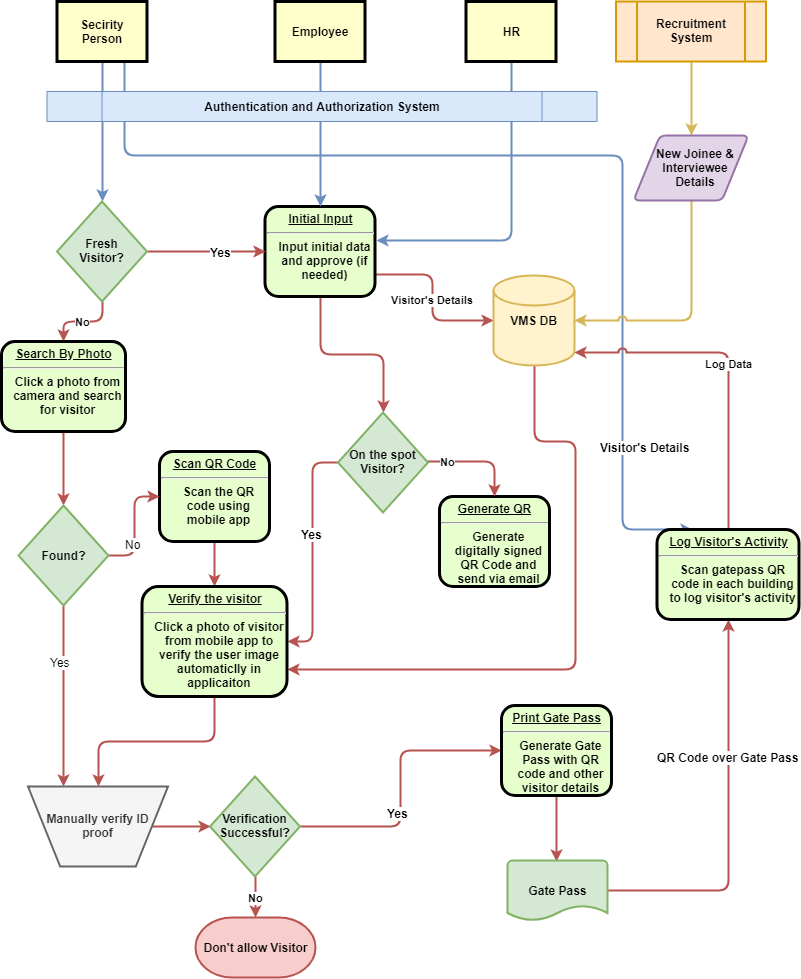 Secirity
Person
Employee
HR
Recruitment
System
Authentication and Authorization System
New Joinee &
Interviewee
Details
Fresh
Visitor?
Yes
Initial Input
Input initial data
and approve (if
needed)
Visitor's Details
VMS DB
No
Search By Photo
Click a photo from
camera and search
for visitor
Log Data
On the spot
Visitor?
No
Visitor's Details
Scan QR Code
Scan the QR
code using
mobile app
Generate QR
Generate
digitally signed
QR Code and
send via email
Yes
Found?
No
Log Visitor's Activity
Scan gatepass QR
code in each building
to log visitor's activity
Verify the visitor
Click a photo of visitor
from mobile app to
verify the user image
automaticlly in
applicaiton
Yes
Print Gate Pass
Generate Gate
Pass with QR
code and other
visitor details
QR Code over Gate Pass
Manually verify ID
proof
Verification
Successful?
Yes
No
Gate Pass
Don't allow Visitor